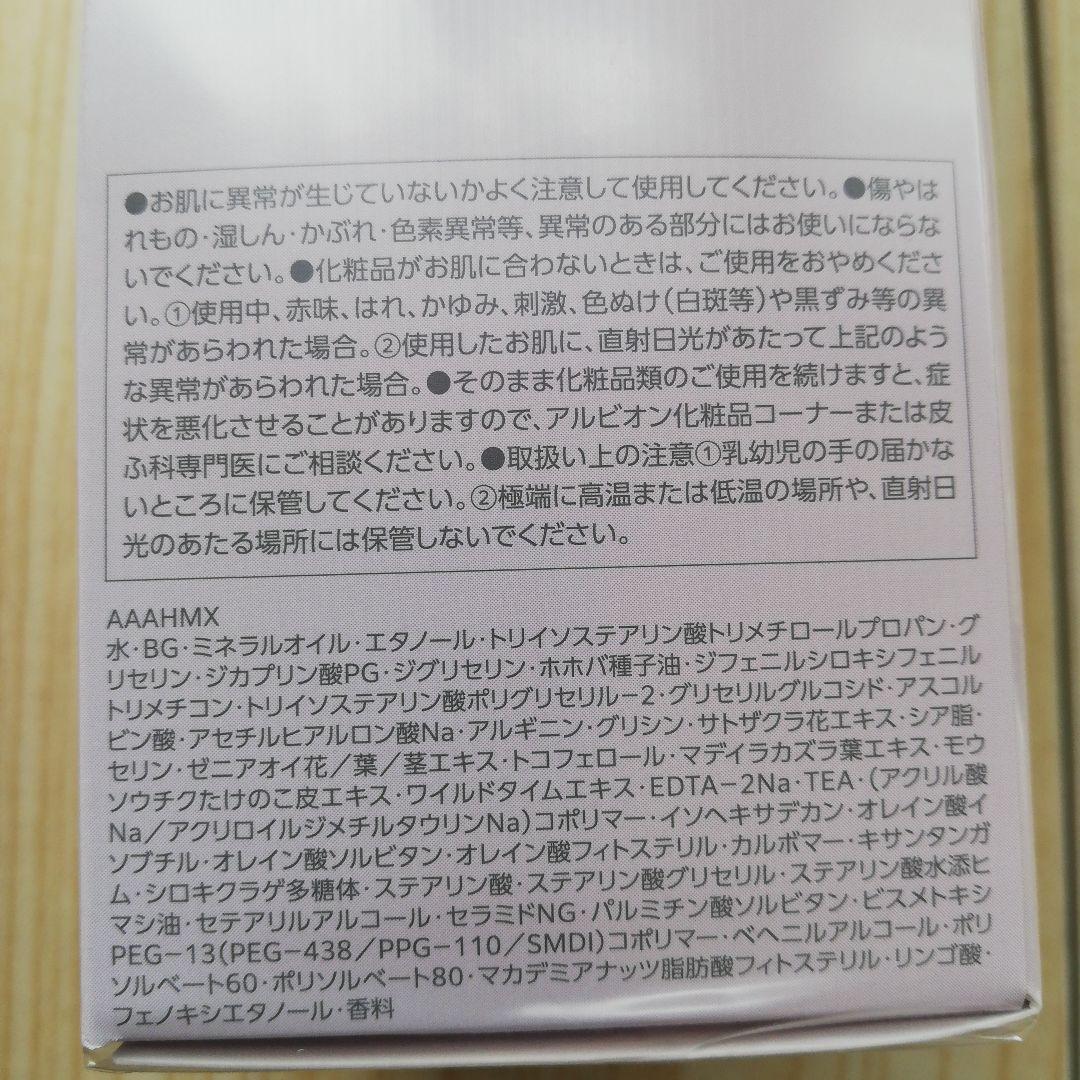 ●お肌に異常が生じていないかよく注意して使用してください。●傷やは
れもの・湿しん・かぶれ・色素異常等、異常のある部分にはお使いにならな
いでください。●化粧品がお肌に合わないときは、ご使用をおやめくださ
い。①使用中、赤味、はれ、かゆみ、刺激、色ぬけ(白斑等)や黒ずみ等の異
常があらわれた場合。②使用したお肌に、直射日光があたって上記のよう
な異常があらわれた場合。●そのまま化粧品類のご使用を続けますと、症
状を悪化させることがありますので、アルビオン化粧品コーナーまたは皮
ふ科専門医にご相談ください。●取扱い上の注意①乳幼児の手の届かな
いところに保管してください。②極端に高温または低温の場所や、直射日
光のあたる場所には保管しないでください。
AAAHMX
水・BG・ミネラルオイル・エタノール・トリイソステアリン酸トリメチロールプロパン・グ
リセリン・ジカプリン酸PG・ジグリセリン・ホホバ種子油・ジフェニルシロキシフェニル
トリメチコン・トリイソステアリン酸ポリグリセリル－2・グリセリルグルコシド・アスコル
ビン酸・アセチルヒアルロン酸Na・アルギニン・グリシン・サトザクラ花エキス・シア脂・
セリン・ゼニアオイ花／葉／茎エキス・トコフェロール・マデイラカズラ葉エキス・モウ
ソウチクたけのこ皮エキス・ワイルドタイムエキス・EDTA－2Na・TEA・(アクリル酸
Na／アクリロイルジメチルタウリンNa)コポリマー・イソヘキサデカン・オレイン酸イ
ソブチル・オレイン酸ソルビタン・オレイン酸フィトステリル・カルボマー・キサンタンガ
ム・シロキクラゲ多糖体・ステアリン酸・ステアリン酸グリセリル・ステアリン酸水添ヒ
マシ油・セテアリルアルコール・セラミドNG・パルミチン酸ソルビタン・ビスメトキシ
PEG－13(PEG－438／PPG－110／SMDI)コポリマー・ベヘニルアルコール・ポリ
ソルベート60・ポリソルベート80・マカデミアナッツ脂肪酸フィトステリル・リンゴ酸・
フェノキシエタノール・香料